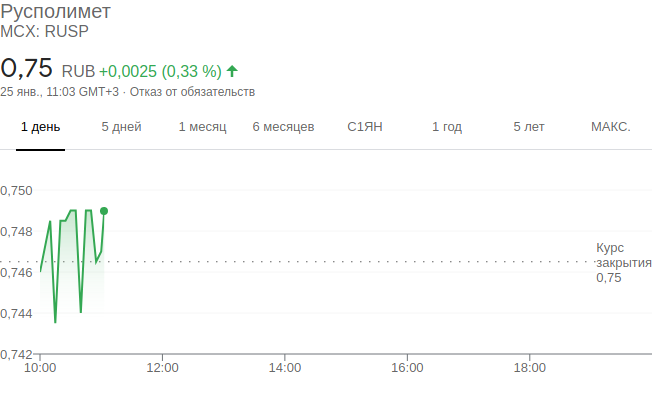 Русполимет
MCX: RUSP
0,75 RUB +0,0025 (0,33 %)
25 янв., 11:03 GMT+3 · Отказ от обязательств
1 день 5 дней 1 месяц 6 месяцев С1ЯН 1 год 5 лет МАКС.
0,750
0,748
Курс
закрытия
0,75
0,746
0,744
0,742
10:00 12:00 14:00 16:00 18:00